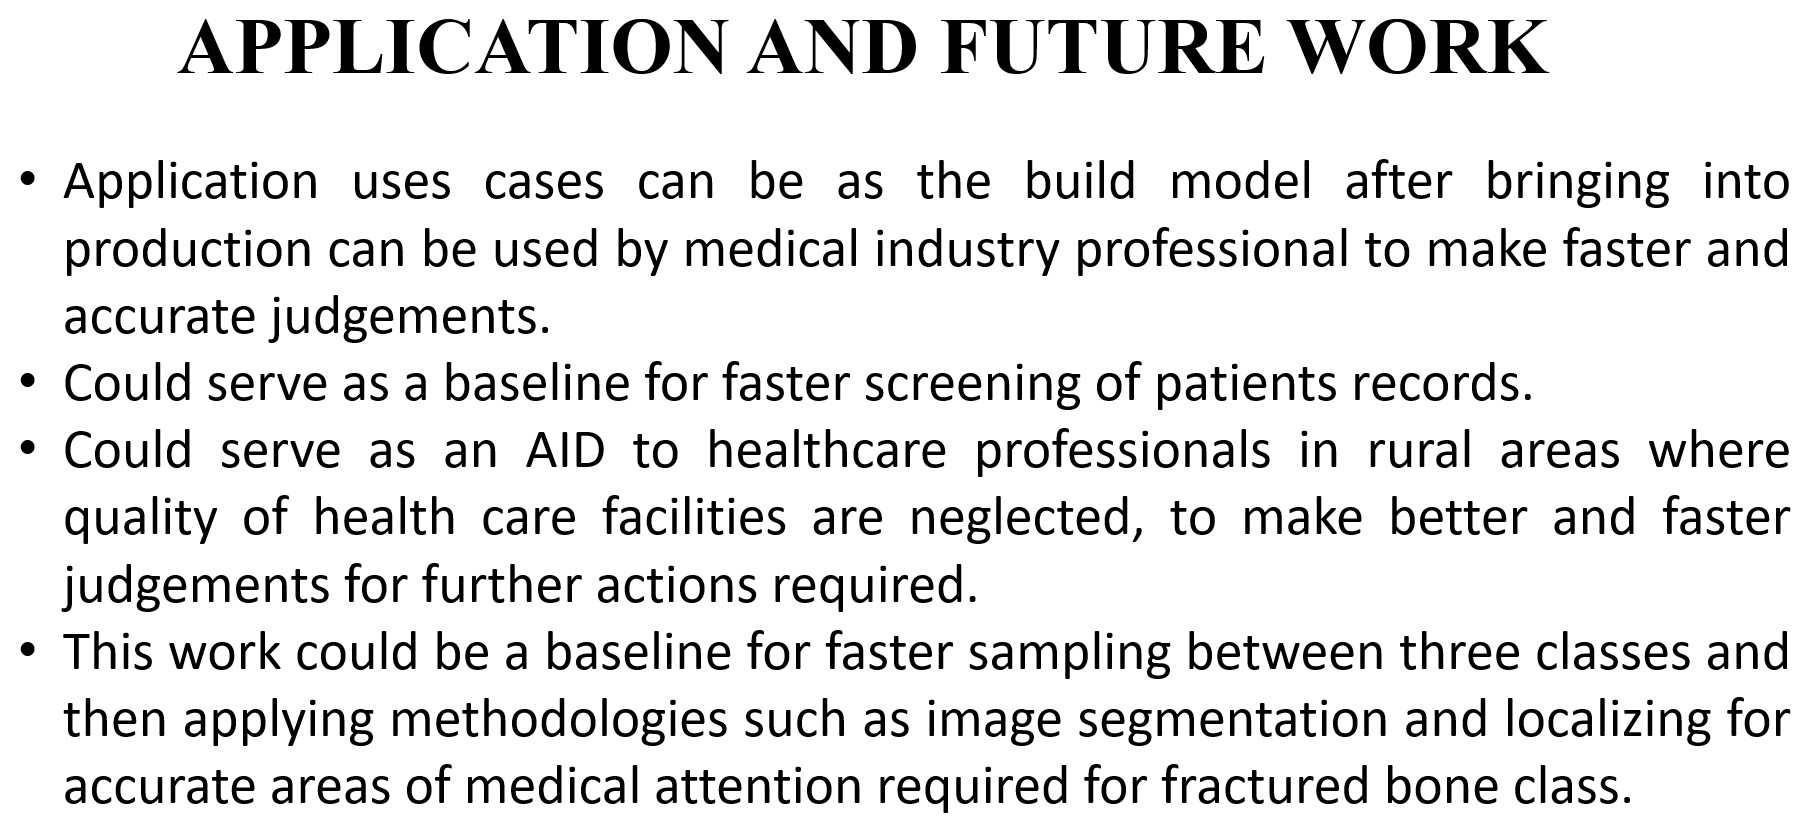 APPLICATION AND FUTURE WORK
• Application uses cases can be as the build model after bringing into
production can be used by medical industry professional to make faster and
accurate judgements.
• Could serve as a baseline for faster screening of patients records.
• Could serve as an AID to healthcare professionals in rural areas where
quality of health care facilities are neglected, to make better and faster
judgements for further actions required.
• This work could be a baseline for faster sampling between three classes and
then applying methodologies such as image segmentation and localizing for
accurate areas of medical attention required for fractured bone class.